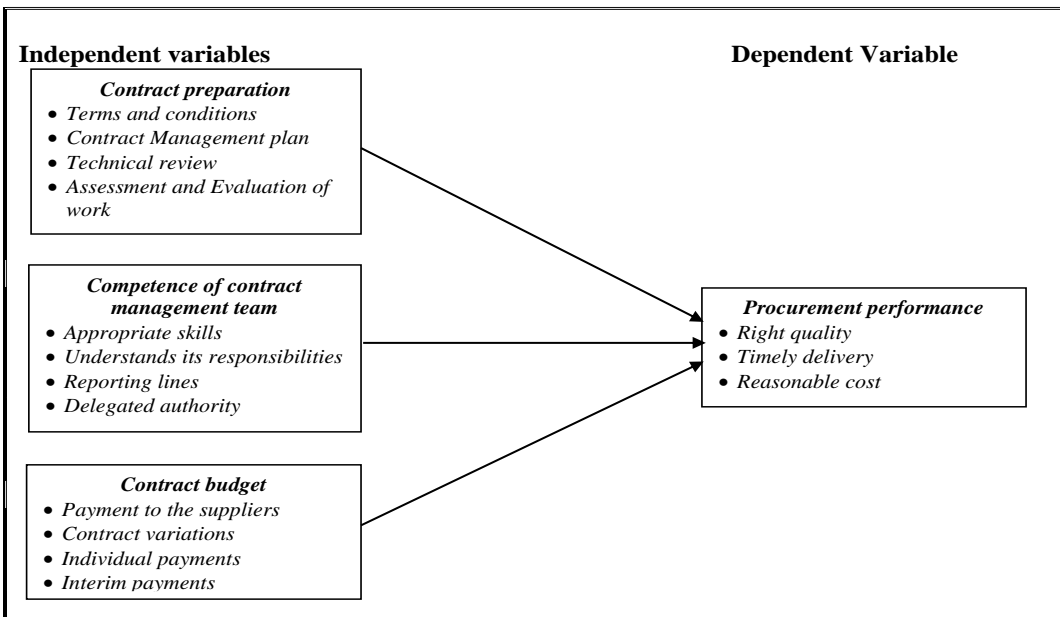 Independent variables
Dependent Variable
Contract preparation
• Terms and conditions
• Contract Management plan
• Technical review
• Assessment and Evaluation of
work
Competence of contract
management team
• Appropriate skills
• Understands its responsibilities
• Reporting lines
• Delegated authority
Contract budget
• Payment to the suppliers
• Contract variations
• Individual payments
• Interim payments
Procurement performance
• Right quality
• Timely delivery
• Reasonable cost